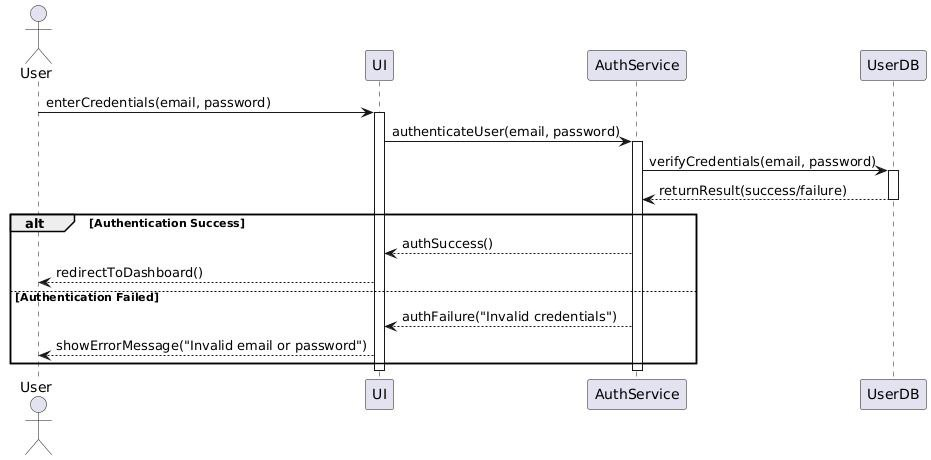 User
UI
AuthService
UserDB
enterCredentials(email, password)
authenticateUser(email, password)
verifyCredentials(email, password)
returnResult(success/failure)
alt [Authentication Success]
authSuccess()
redirectToDashboard()
[Authentication Failed]
authFailure("Invalid credentials")
showErrorMessage("Invalid email or password")
User
UI
AuthService
UserDB